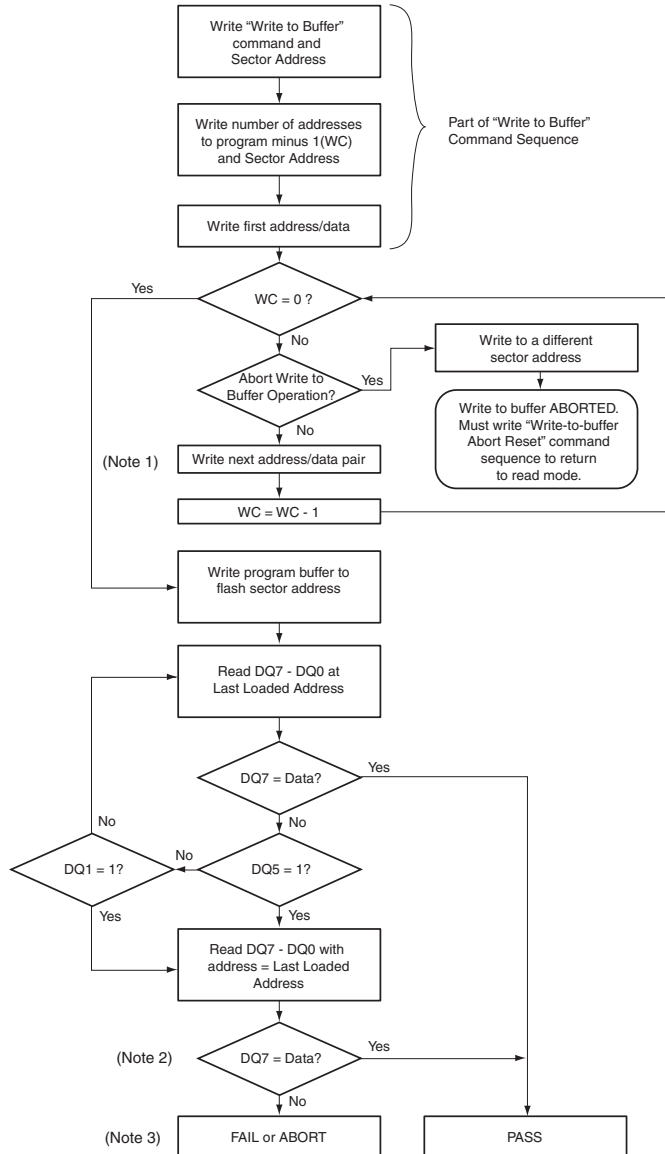 Write “Write to Buffer”
command and
Sector Address
Write number of addresses
to program minus 1(WC)
and Sector Address
Part of “Write to Buffer”
Command Sequence
Write first address/data
Yes
WC = 0 ?
No
Write to a different
sector address
Abort Write to
Buffer Operation?
Yes
No
Write to buffer ABORTED.
Must write “Write-to-buffer
Abort Reset” command
sequence to return
to read mode.
(Note 1)
Write next address/data pair
WC = WC - 1
Write program buffer to
flash sector address
Read DQ7 - DQ0 at
Last Loaded Address
DQ7 = Data?
Yes
No
No
DQ1 = 1?
No
DQ5 = 1?
Yes
Yes
Read DQ7 - DQ0 with
address = Last Loaded
Address
(Note 2)
DQ7 = Data?
Yes
No
(Note 3)
FAIL or ABORT
PASS